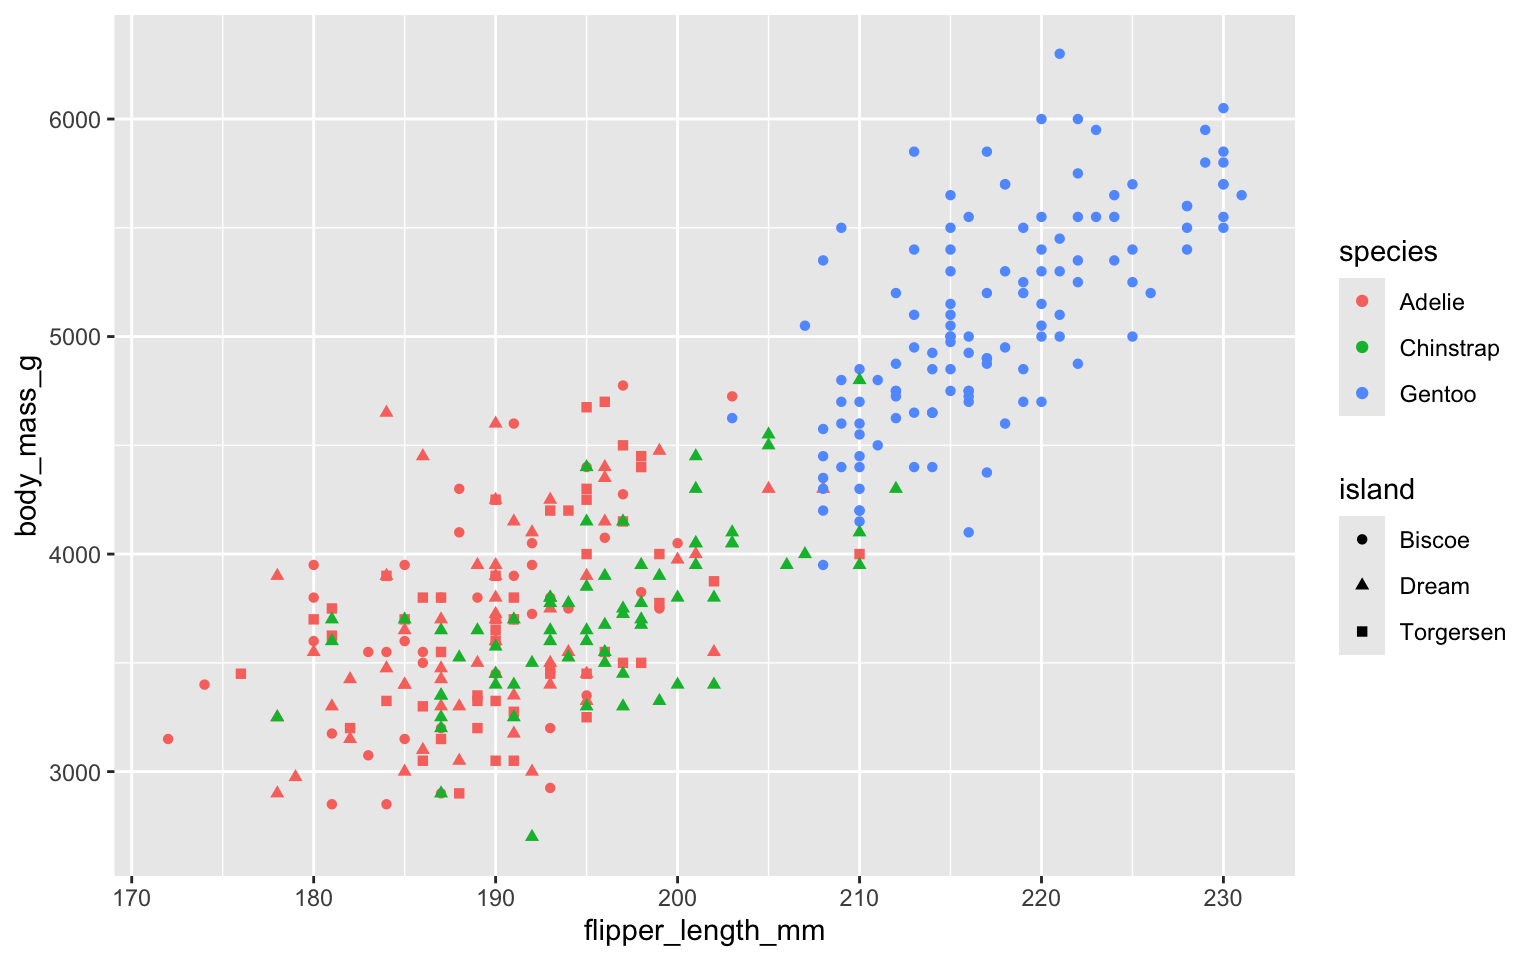 body_mass_g
6000
5000
4000
3000
170 180 190 200 210 220 230
flipper_length_mm
species
Adelie
Chinstrap
Gentoo
island
Biscoe
Dream
Torgersen